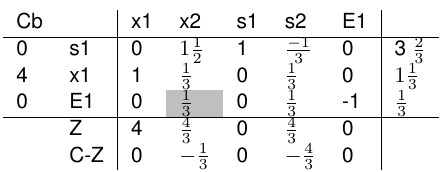 Cb x1 x2 s1 s2 E1
0 s1 0 1 1/2 1 -1/3 0 3 2/3
4 x1 1 1/3 0 1/3 0 1 1/3
0 E1 0 1/3 0 1/3 -1 1/3
Z 4 4/3 0 4/3 0
C-Z 0 -1/3 0 -4/3 0